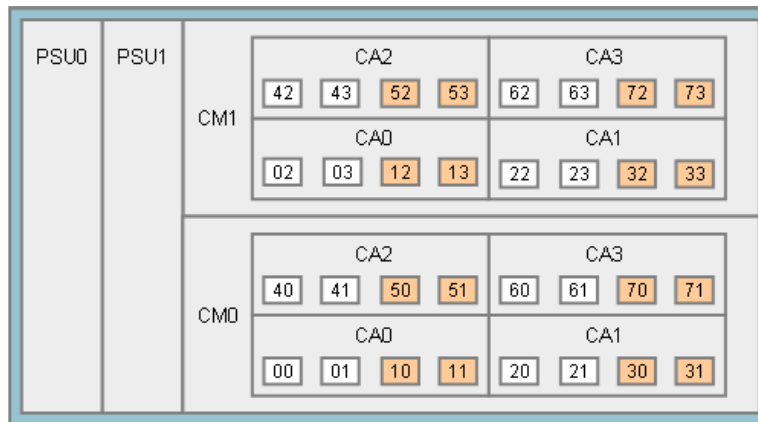 PSU0 PSU1
CM1
CA2 CA3
42 43 52 53 62 63 72 73
CA0 CA1
02 03 12 13 22 23 32 33
CM0
CA2 CA3
40 41 50 51 60 61 70 71
CA0 CA1
00 01 10 11 20 21 30 31